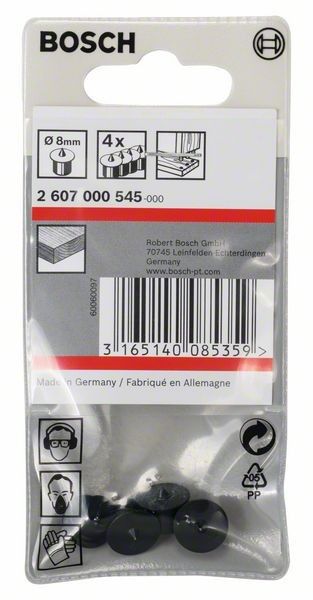 BOSCH
Ø 8mm
4x
2 607 000 545-000
Robert Bosch GmbH
70745 Leinfelden-Echterdingen
Germany
www.bosch-pt.com
60060097
3 165140 085359 >
Made in Germany / Fabriqué en Allemagne
05
PP